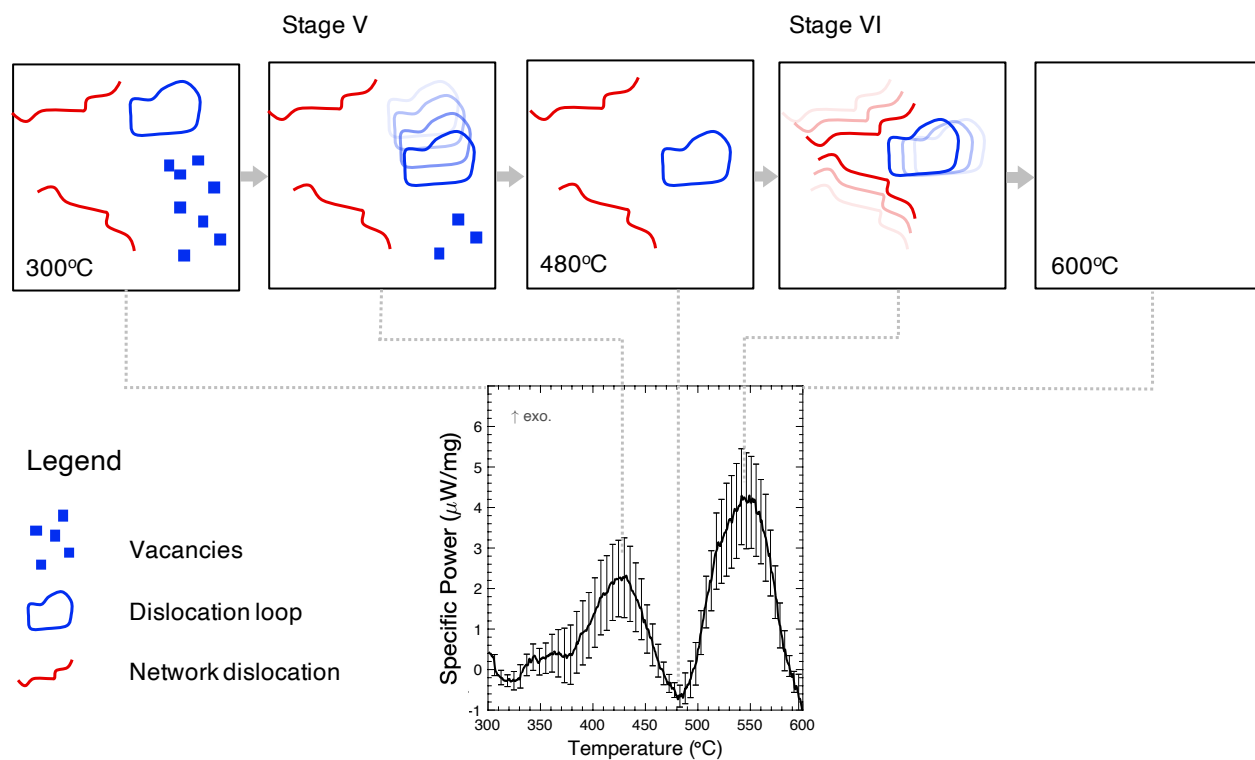 Stage V
Stage VI
300ºC
480ºC
600ºC
Legend
Vacancies
Dislocation loop
Network dislocation
↑ exo.
Specific Power (μW/mg)
6
5
4
3
2
1
0
-1
300 350 400 450 500 550 600
Temperature (ºC)